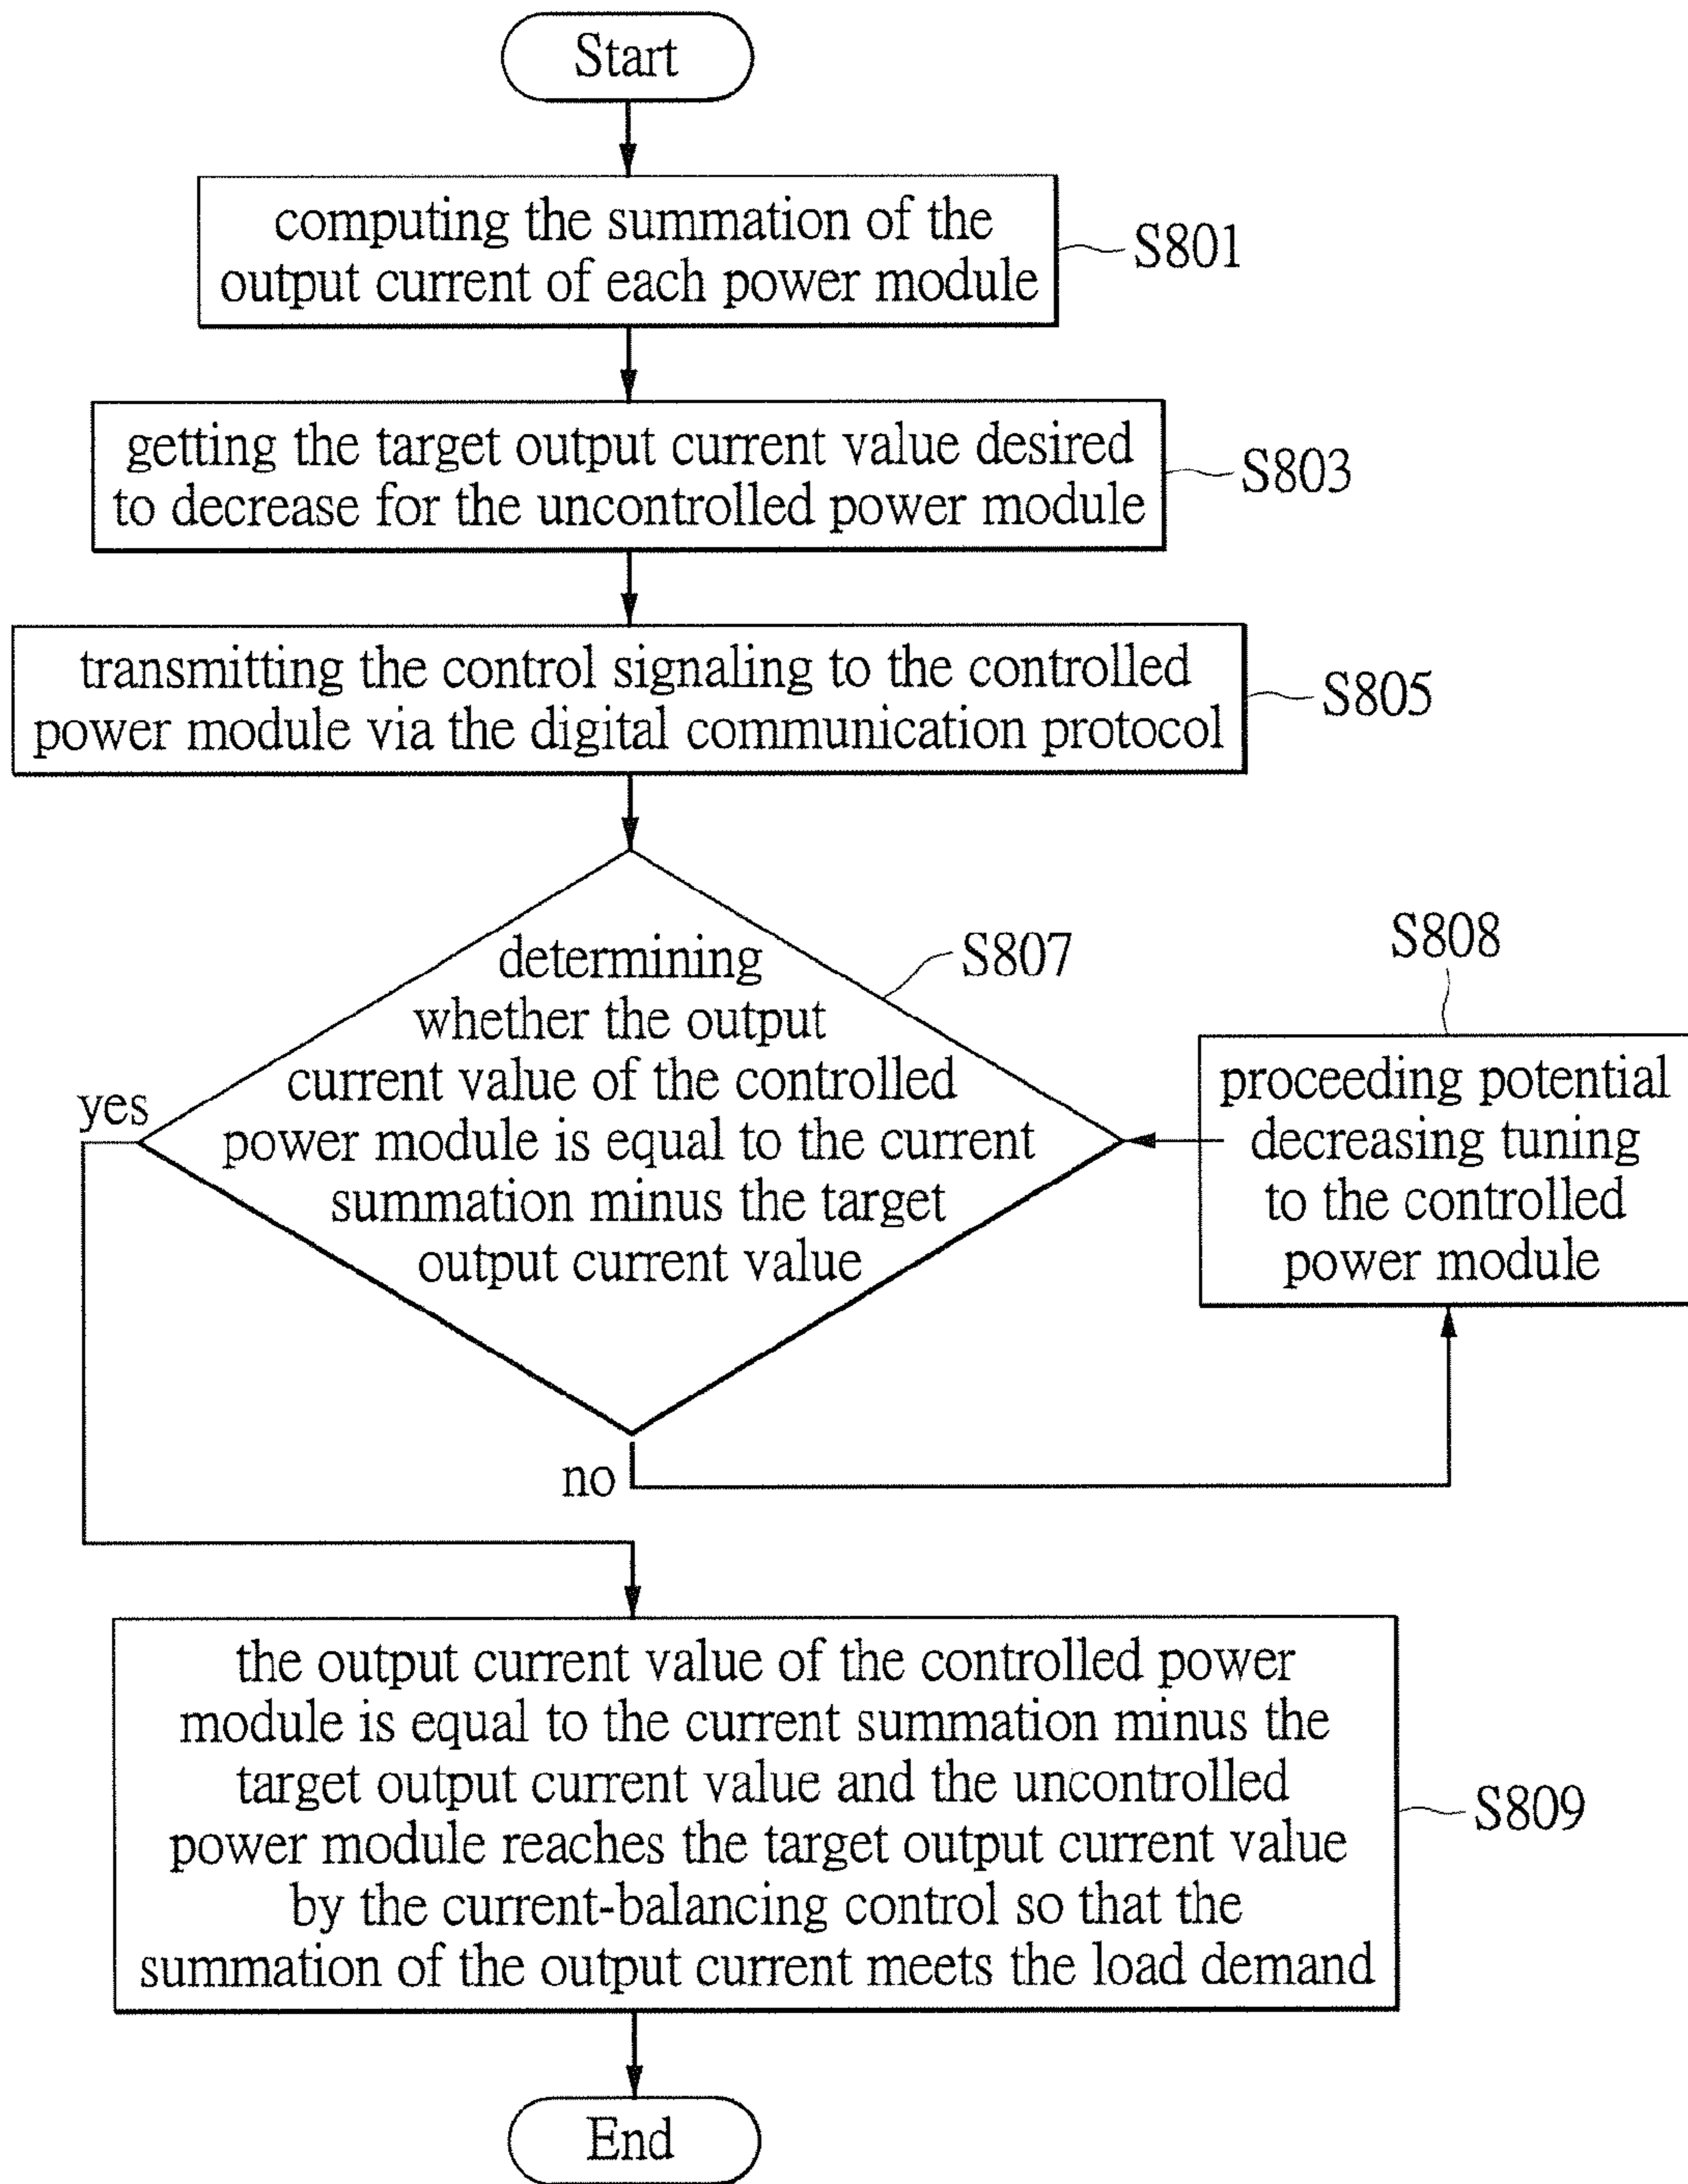 Start
computing the summation of the
output current of each power module
S801
getting the target output current value desired
to decrease for the uncontrolled power module
S803
transmitting the control signaling to the controlled
power module via the digital communication protocol
S805
determining
whether the output
current value of the controlled
power module is equal to the current
summation minus the target
output current value
S807
S808
proceeding potential
decreasing tuning
to the controlled
power module
yes
no
the output current value of the controlled power
module is equal to the current summation minus the
target output current value and the uncontrolled
power module reaches the target output current value
by the current-balancing control so that the
summation of the output current meets the load demand
S809
End